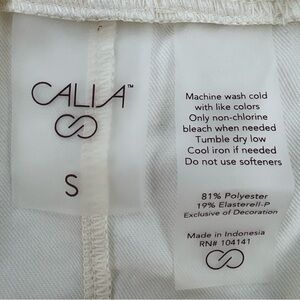 CALIA™
S
Machine wash cold
with like colors
Only non-chlorine
bleach when needed
Tumble dry low
Cool iron if needed
Do not use softeners
81% Polyester
19% Elasterell-P
Exclusive of Decoration
Made in Indonesia
RN# 104141